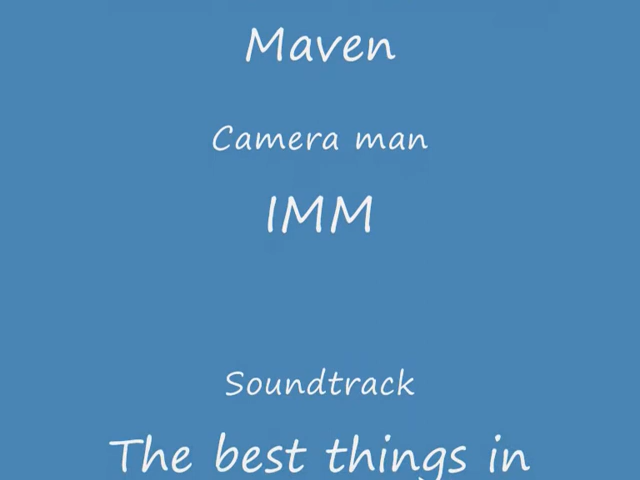 Maven
Camera man
IMM
Soundtrack
The best things in